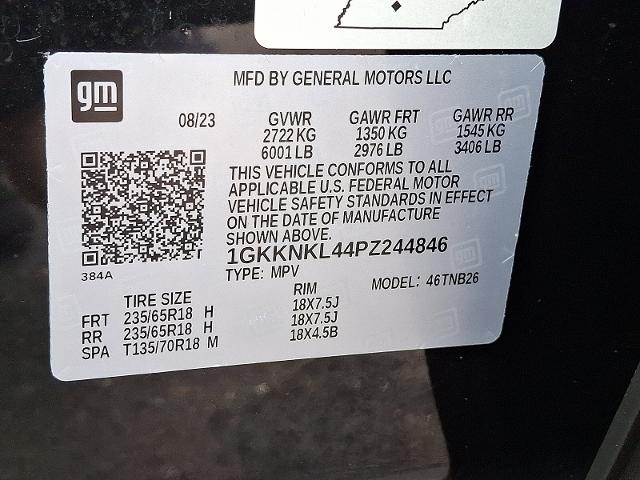 gm
MFD BY GENERAL MOTORS LLC
08/23 GVWR GAWR FRT GAWR RR
2722 KG 1350 KG 1545 KG
6001 LB 2976 LB 3406 LB
THIS VEHICLE CONFORMS TO ALL
APPLICABLE U.S. FEDERAL MOTOR
VEHICLE SAFETY STANDARDS IN EFFECT
ON THE DATE OF MANUFACTURE
SHOWN ABOVE.
1GKKNKL44PZ244846
384A
TYPE: MPV MODEL: 46TNB26
TIRE SIZE RIM
FRT 235/65R18 H 18X7.5J
RR 235/65R18 H 18X7.5J
SPA T135/70R18 M 18X4.5B